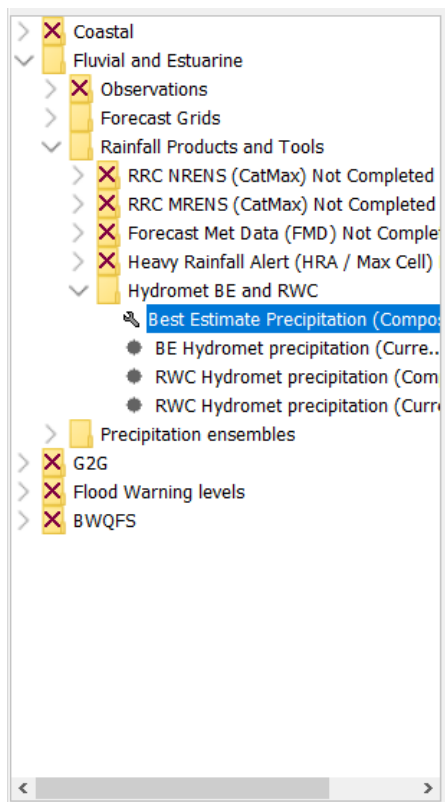 Coastal
Fluvial and Estuarine
Observations
Forecast Grids
Rainfall Products and Tools
RRC NRENS (CatMax) Not Completed
RRC MRENS (CatMax) Not Completed
Forecast Met Data (FMD) Not Comple
Heavy Rainfall Alert (HRA / Max Cell)
Hydromet BE and RWC
Best Estimate Precipitation (Compo
BE Hydromet precipitation (Curre..
RWC Hydromet precipitation (Com
RWC Hydromet precipitation (Curr
Precipitation ensembles
G2G
Flood Warning levels
BWQFS